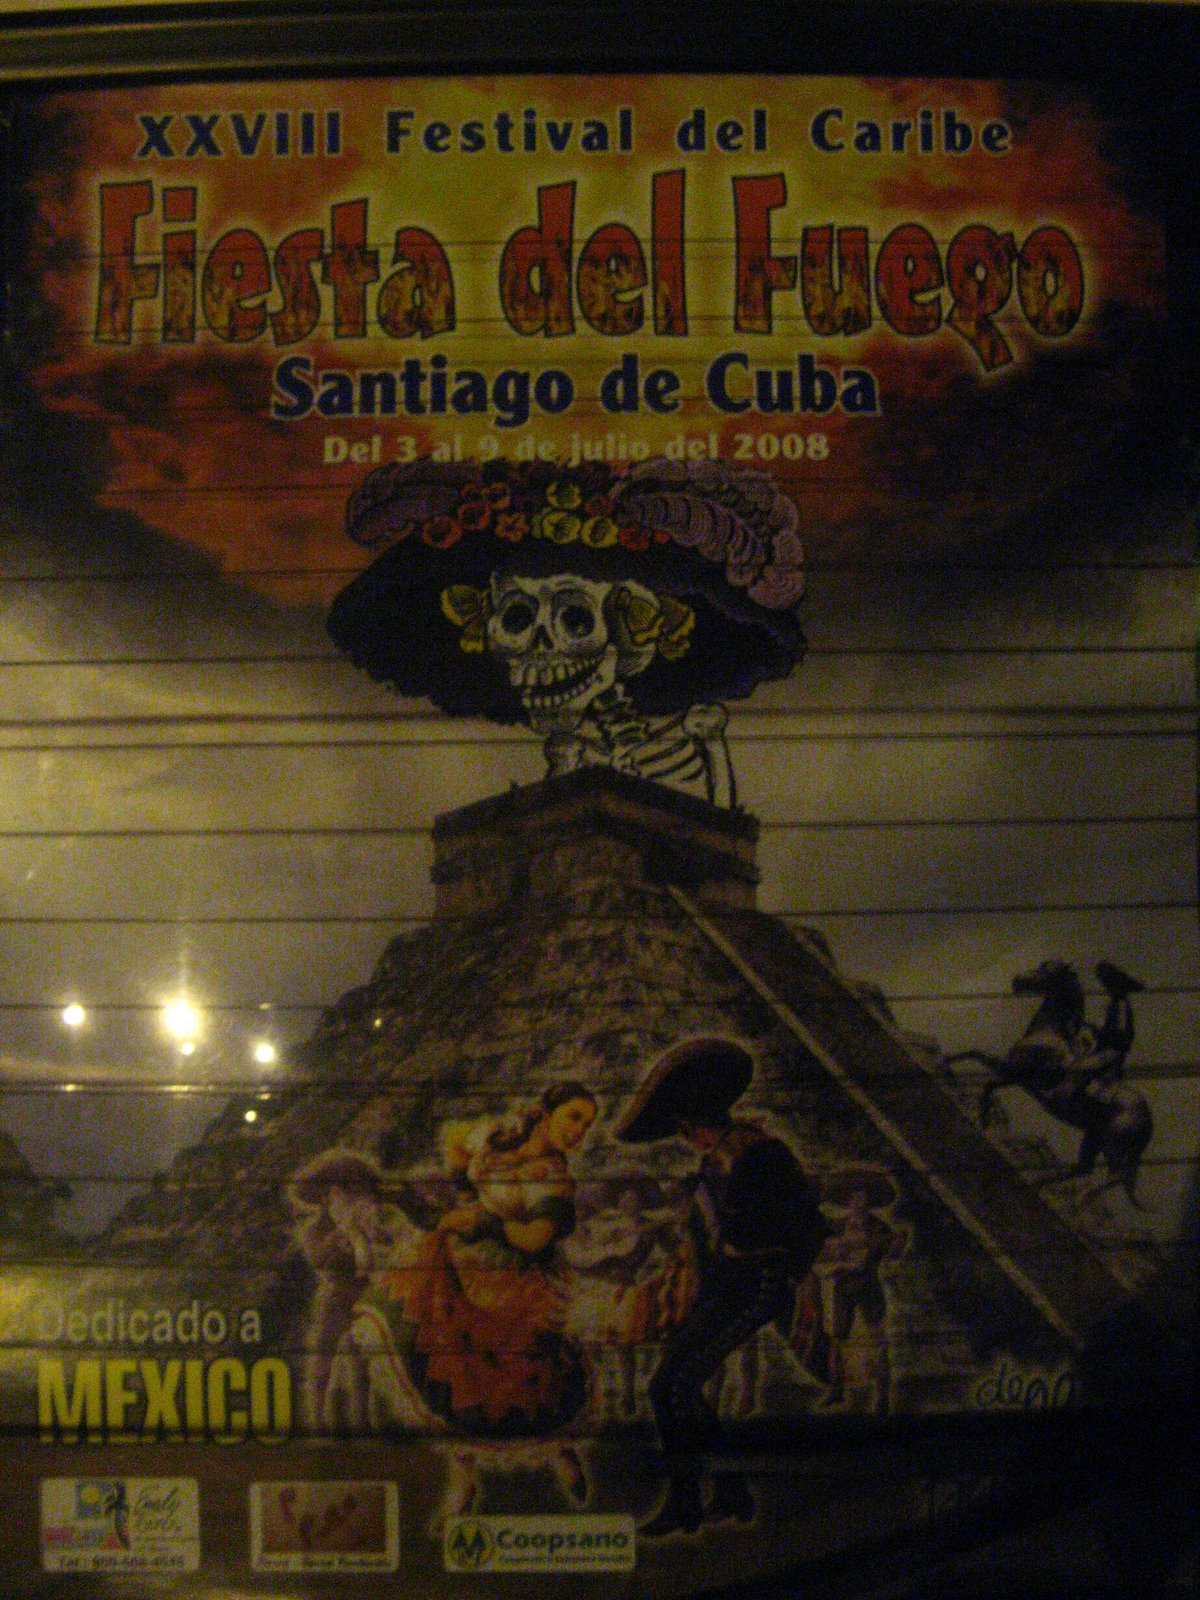 XXVIII Festival del Caribe
Fiesta del Fuego
Santiago de Cuba
Del 3 al 9 de julio del 2008
Dedicado a
MEXICO
Coopsano